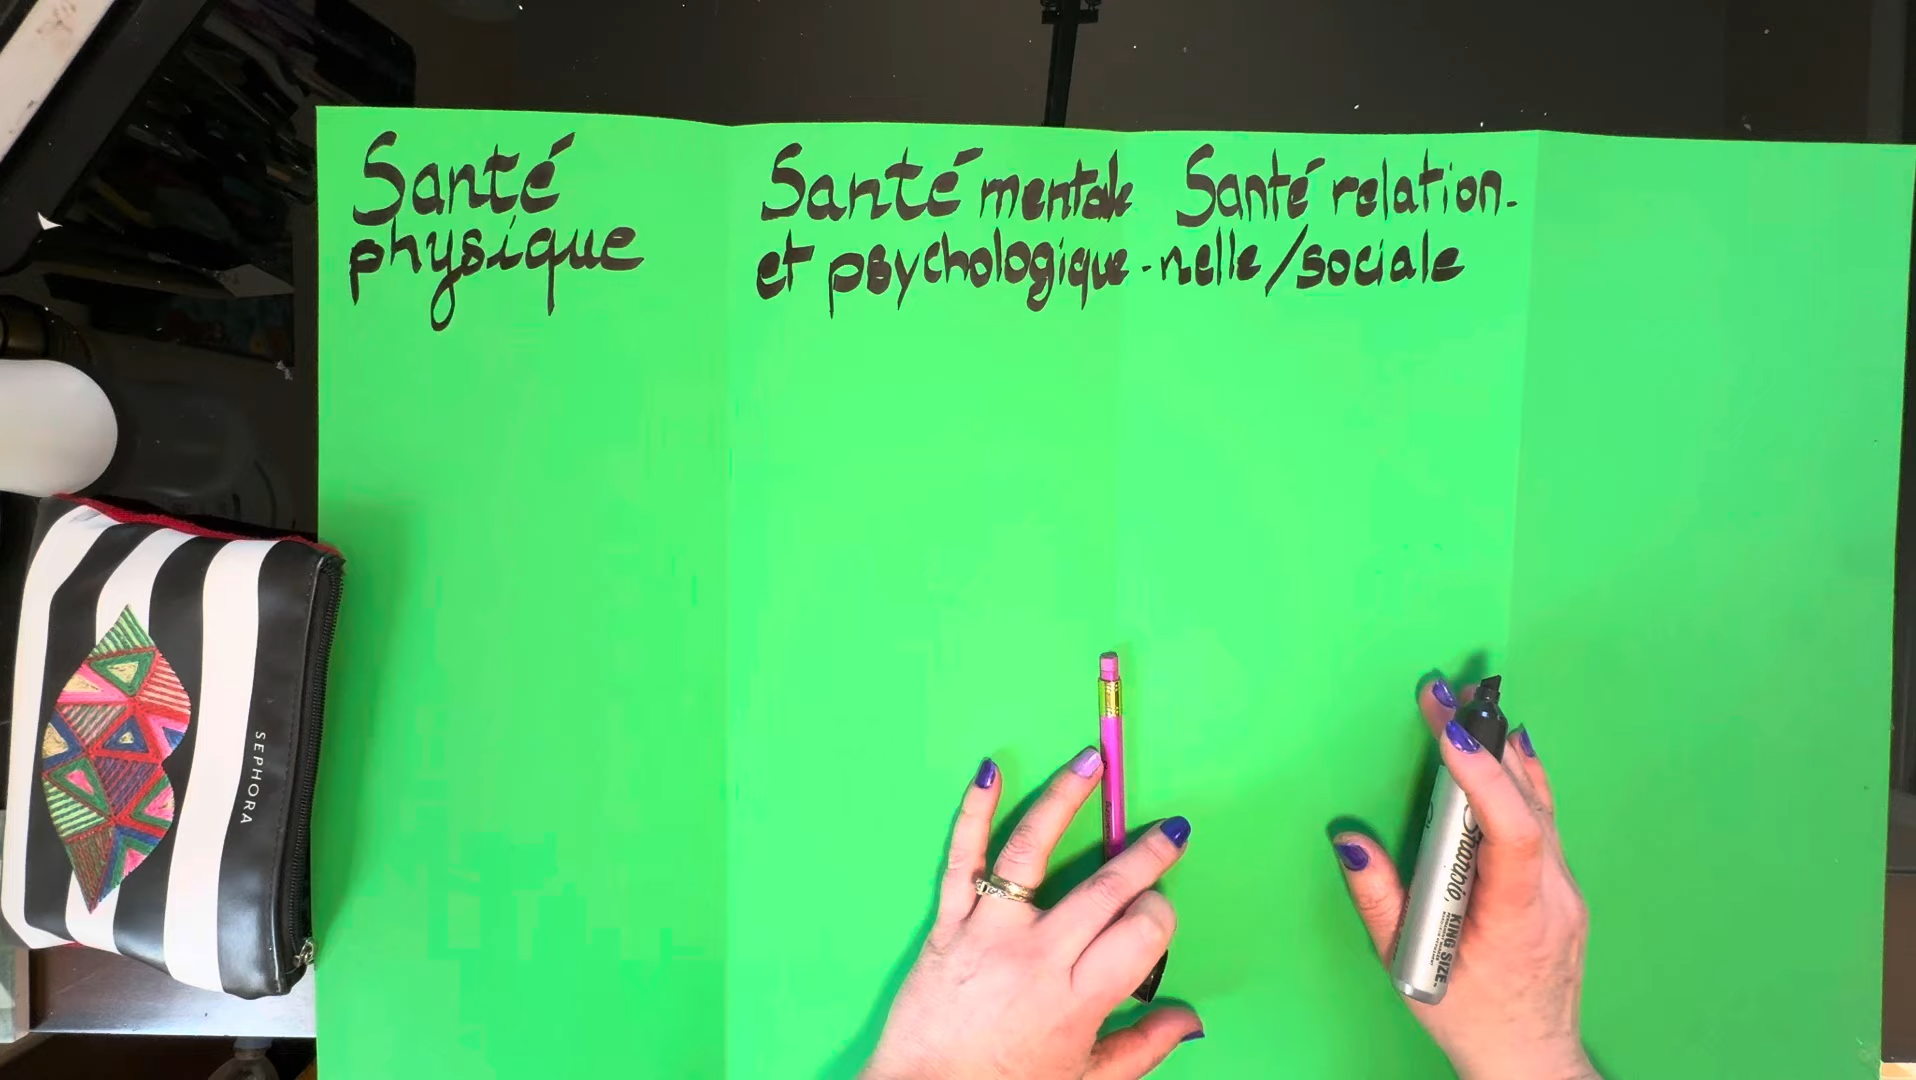 Santé
physique
Santé mentale
et psychologique
Santé relation-
-nelle/sociale
SEPHORA
Sharpie
KING SIZE